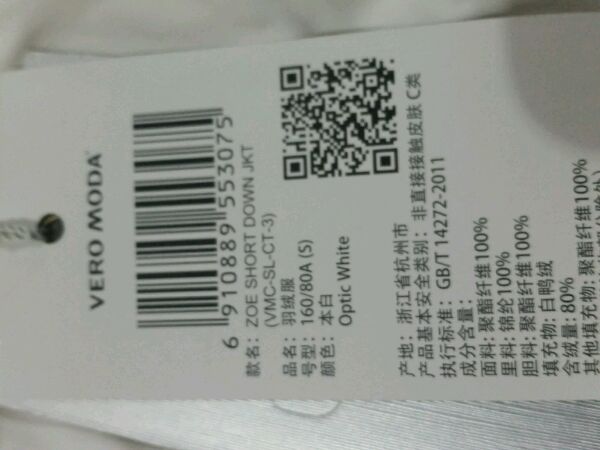 VERO MODA
6 910889 553075
款名: ZOE SHORT DOWN JKT
(VMC-SL-CT-3)
品名: 羽绒服
号型: 160/80A (S)
颜色: 本白
Optic White
产地: 浙江省杭州市
产品基本安全类别: 非直接接触皮肤 C类
执行标准: GB/T 14272-2011
成分含量:
面料: 聚酯纤维100%
里料: 锦纶100%
胆料: 聚酯纤维100%
填充物: 白鸭绒
含绒量: 80%
其他填充: 聚酯纤维100%